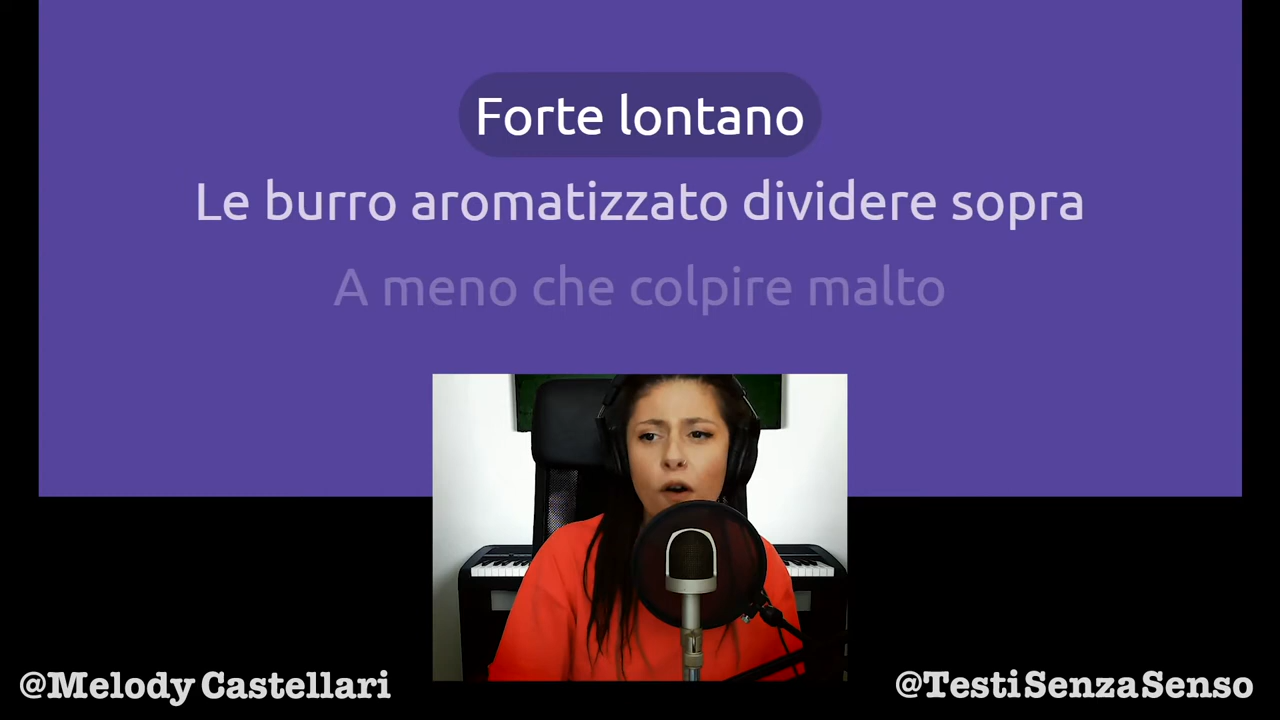 Forte lontano
Le burro aromatizzato dividere sopra
A meno che colpire malto
@Melody Castellari
@TestiSenzaSenso